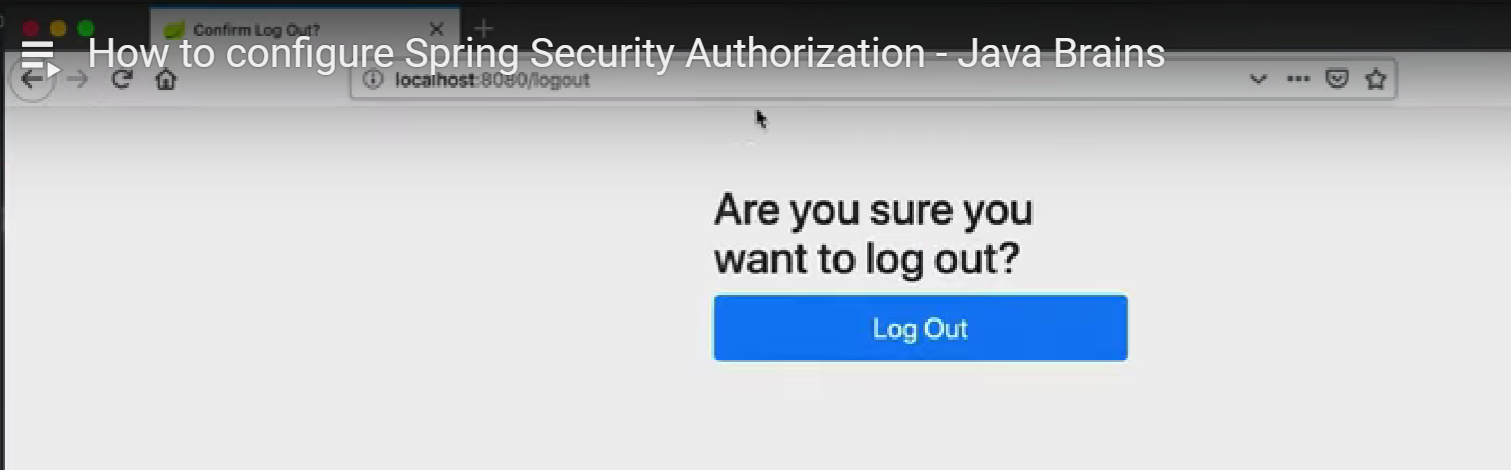 Confirm Log Out?
How to configure Spring Security Authorization - Java Brains
localhost:8080/logout
Are you sure you
want to log out?
Log Out